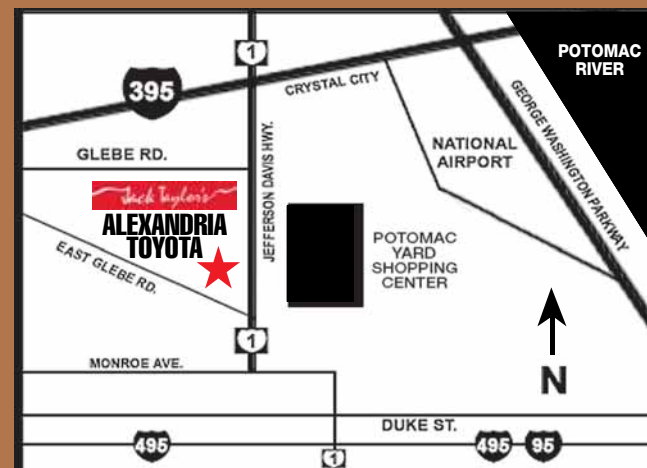 1
POTOMAC
RIVER
395
CRYSTAL CITY
GEORGE WASHINGTON PARKWAY
GLEBE RD.
JEFFERSON DAVIS HWY.
NATIONAL
AIRPORT
Jack Taylor's
ALEXANDRIA
TOYOTA
EAST GLEBE RD.
POTOMAC
YARD
SHOPPING
CENTER
1
MONROE AVE.
N
DUKE ST.
495
1
495
95